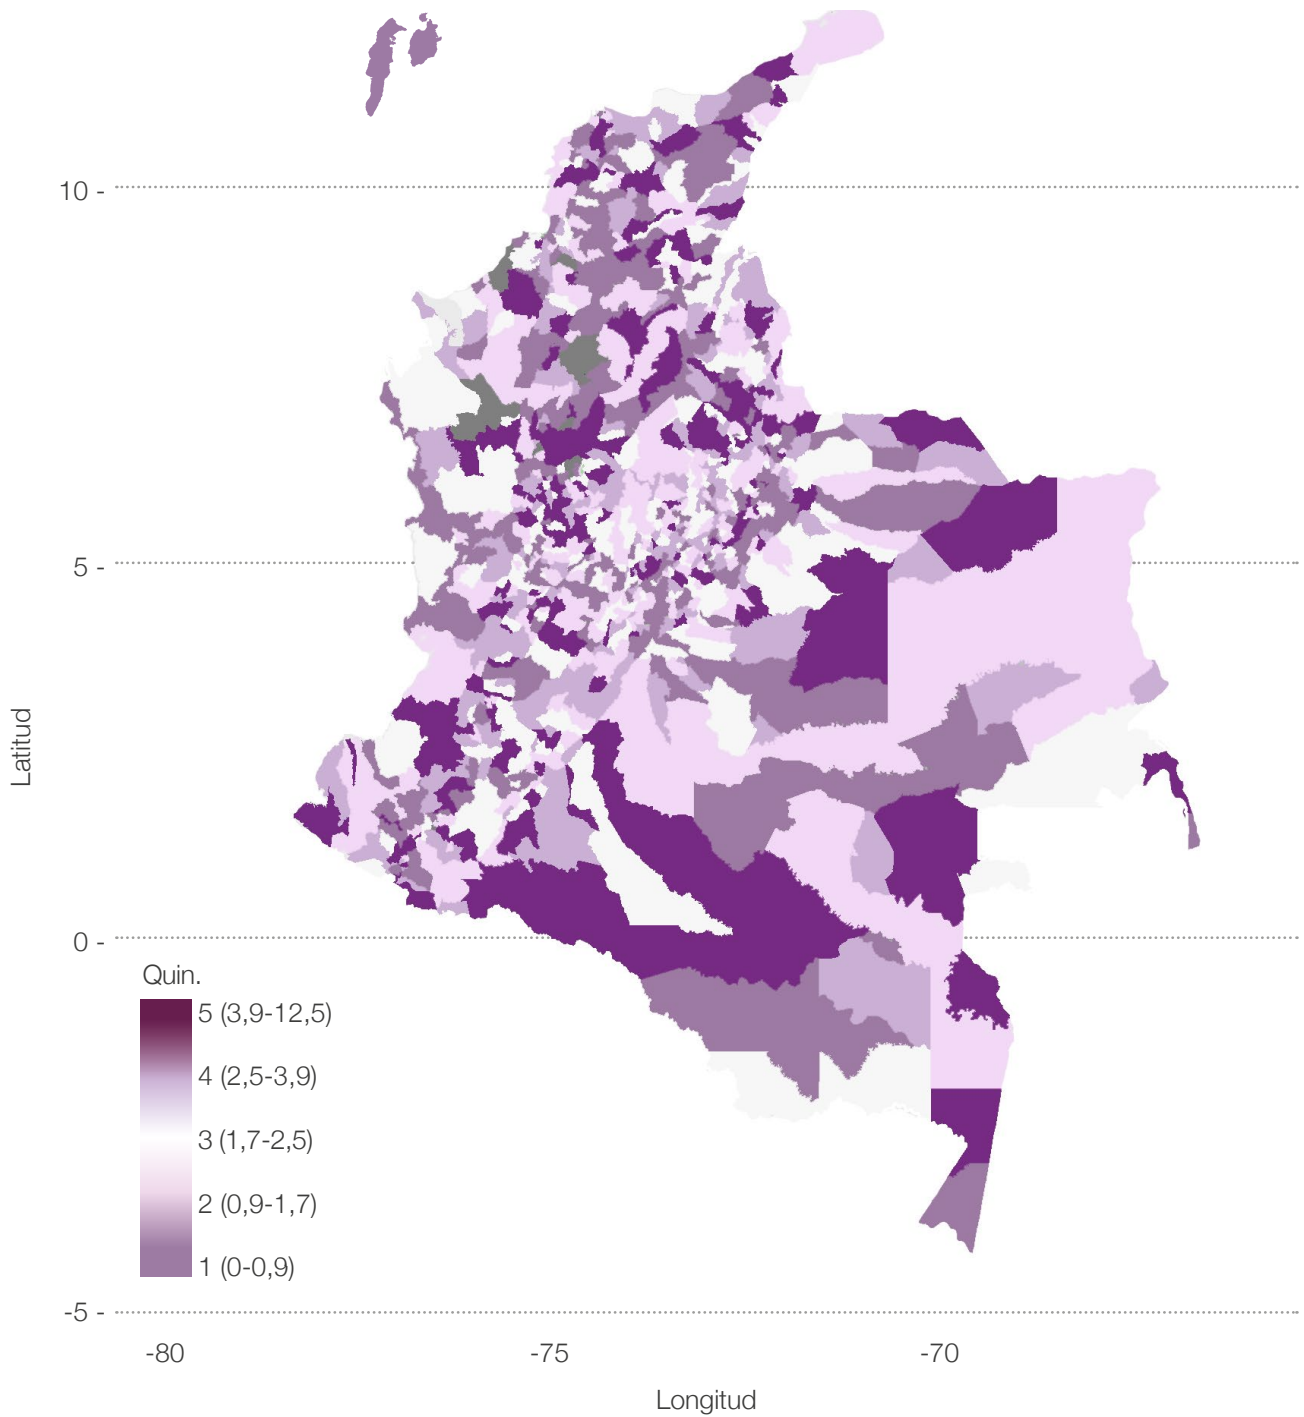 10 -
5 -
Latitud
0 -
Quin.
5 (3,9-12,5)
4 (2,5-3,9)
3 (1,7-2,5)
2 (0,9-1,7)
1 (0-0,9)
-5 -
-80 -75 -70
Longitud